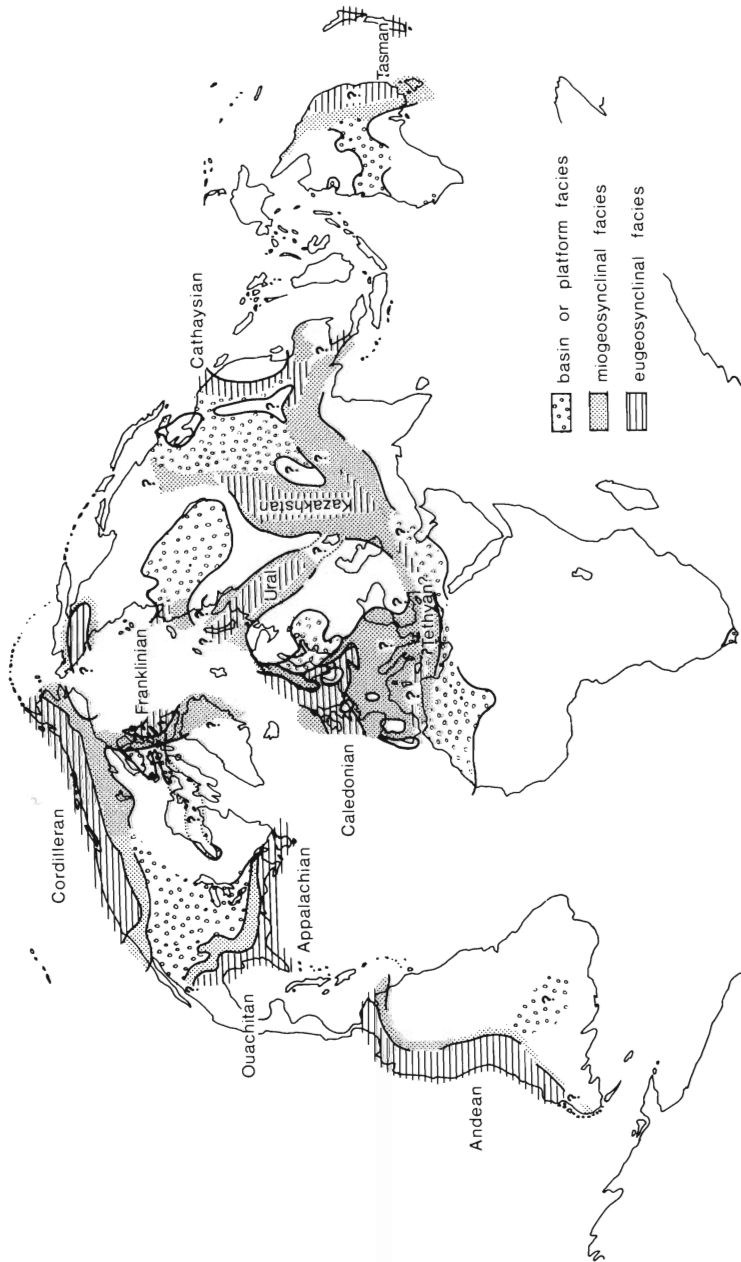 Cordilleran
Franklinian
Cathaysian
Tasman
Ural
Kazakhstan
?Tethyan?
Caledonian
Appalachian
Ouachitan
Andean
basin or platform facies
miogeosynclinal facies
eugeosynclinal facies